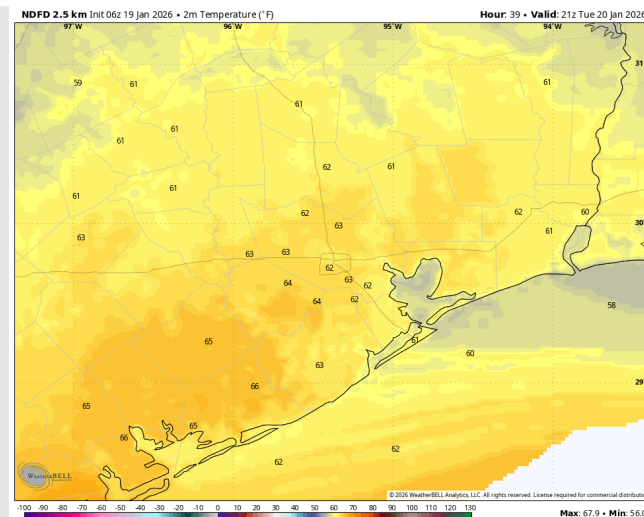 NDFD 2.5 km Init 06z 19 Jan 2026 • 2m Temperature (°F)
Hour: 39 • Valid: 21z Tue 20 Jan 2026
97°W 96°W 95°W 94°W
31
59 61 61
61
61 61
62 61
61 61
62 62 60
63 61
30
63
63 63
62
64 63 62
64 62
58
65 61
60
63
29
66
65
65
66
62 62
WEATHERBELL
© 2026 WeatherBELL Analytics, LLC. All rights reserved. License required for commercial distributio
-100 -90 -80 -70 -60 -50 -40 -30 -20 -10 0 10 20 30 40 50 60 70 80 90 100 110 120 130
Max: 67.9 • Min: 56.0